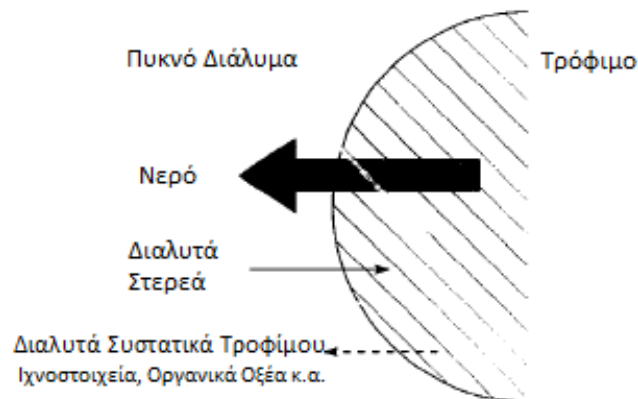 Πυκνό Διάλυμα
Τρόφιμο
Νερό
Διαλυτά
Στερεά
Διαλυτά Συστατικά Τροφίμου
Ιχνοστοιχεία, Οργανικά Οξέα κ.α.